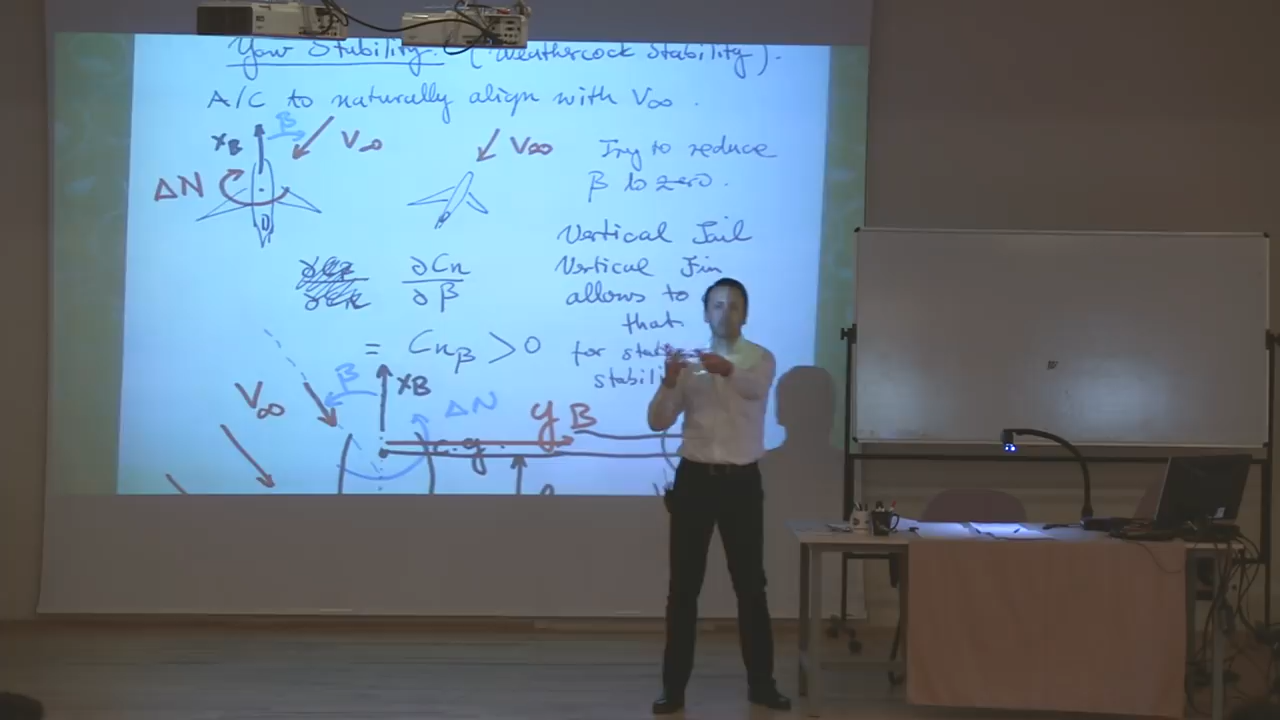 Yaw Stability. (Weathercock Stability).
A/C to naturally align with V∞.
β
XB
V∞
V∞
ΔN
Try to reduce
β to zero.
Vertical Tail
Vertical Fin
allows to
that
for
stabili
∂Cn
∂β
= Cnβ > 0
V∞
β
XB
ΔN
yB
c.g.